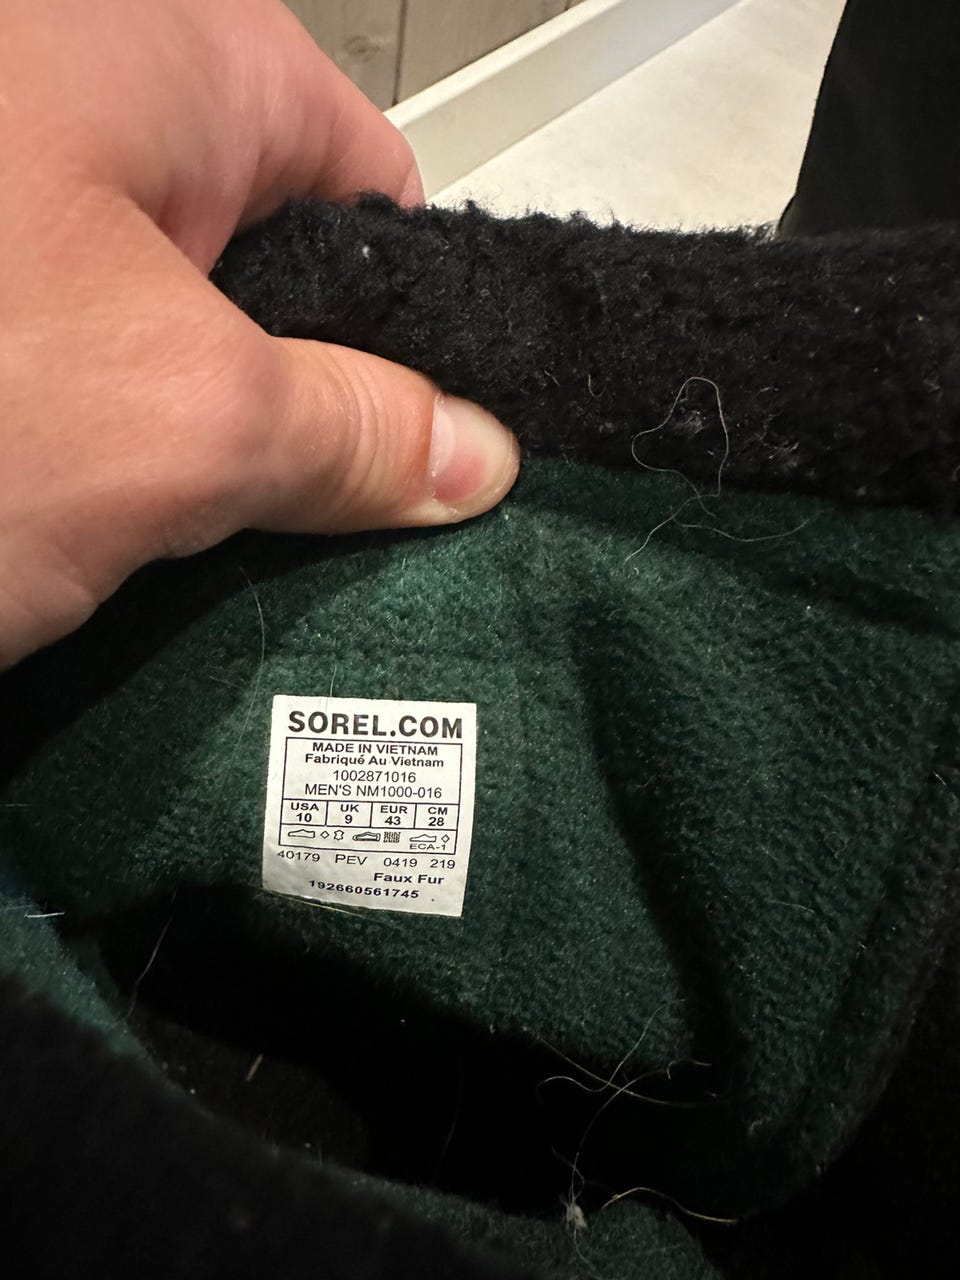 SOREL.COM
MADE IN VIETNAM
Fabriqué Au Vietnam
1002871016
MEN'S NM1000-016
USA UK EUR CM
10 9 43 28
ECA-1
40179 PEV 0419 219
Faux Fur
192660561745